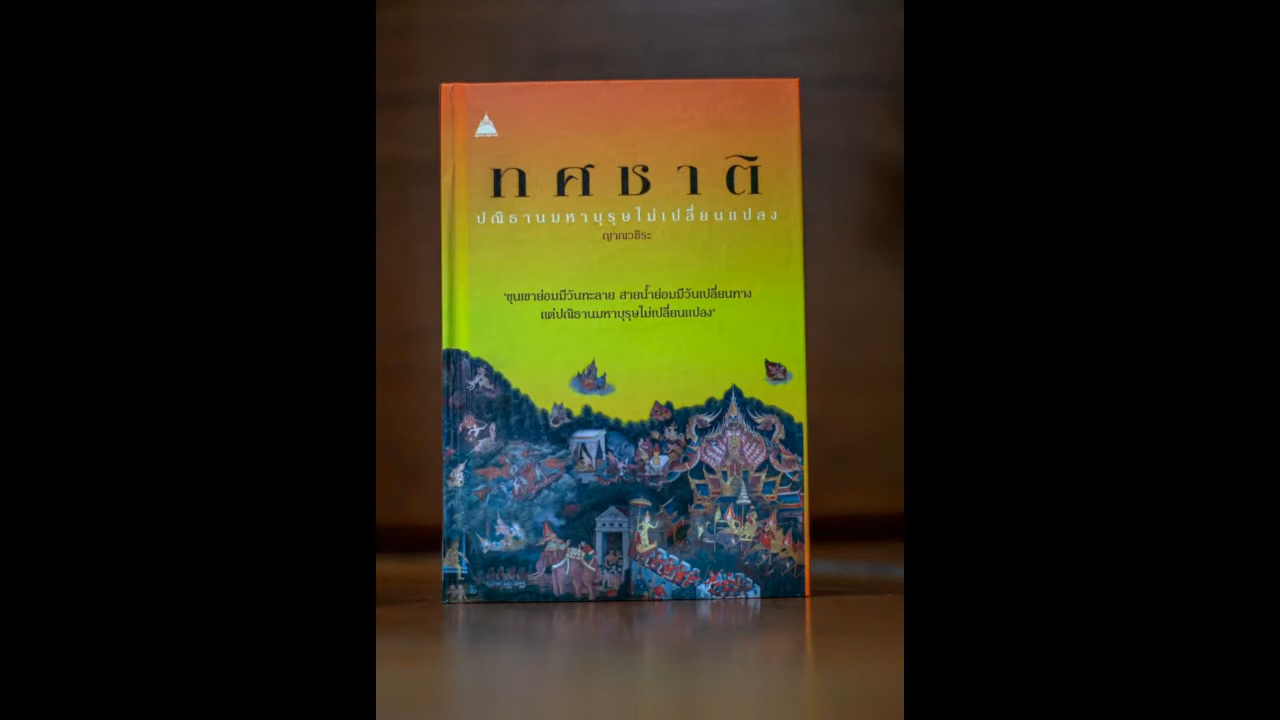 ทศชาติ
ปณิธานมหาบุรุษไม่เปลี่ยนแปลง
ญาณวชิระ
'ขุนเขาย่อมมีวันทะลาย สายน้ำย่อมมีวันเปลี่ยนทาง
แต่ปณิธานมหาบุรุษไม่เปลี่ยนแปลง'